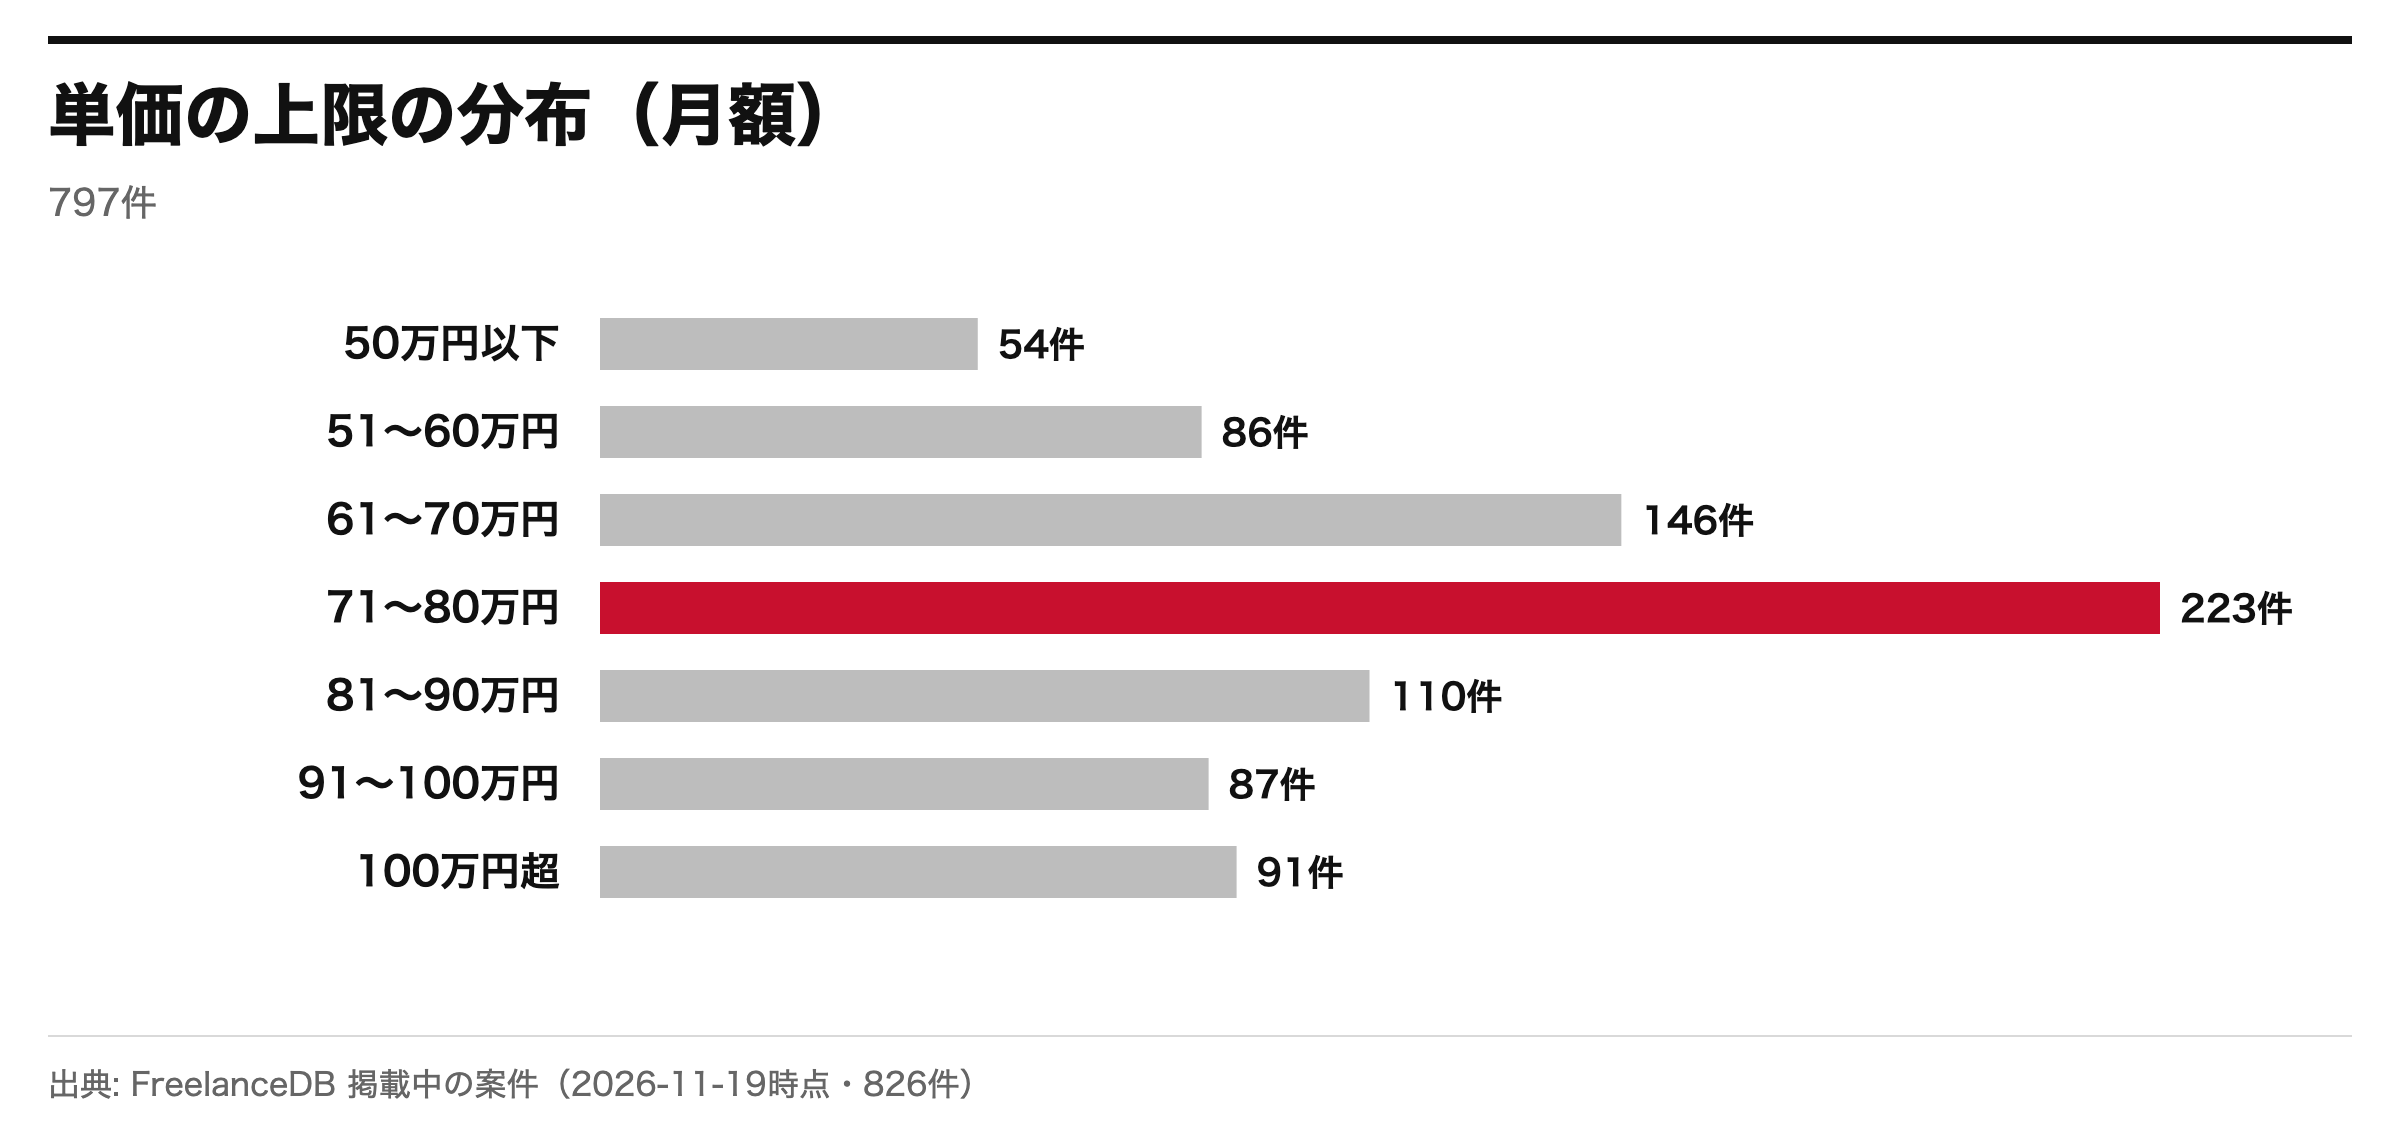 単価の上限の分布（月額）
797件
50万円以下 54件
51〜60万円 86件
61〜70万円 146件
71〜80万円 223件
81〜90万円 110件
91〜100万円 87件
100万円超 91件
出典: FreelanceDB 掲載中の案件（2026-11-19時点・826件）